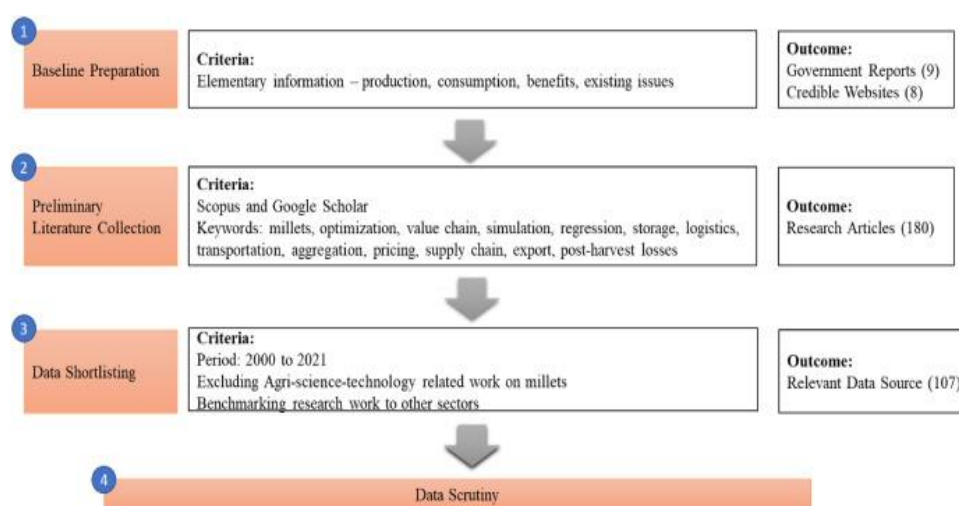 1
Baseline Preparation
Criteria:
Elementary information – production, consumption, benefits, existing issues
Outcome:
Government Reports (9)
Credible Websites (8)
2
Preliminary
Literature Collection
Criteria:
Scopus and Google Scholar
Keywords: millets, optimization, value chain, simulation, regression, storage, logistics,
transportation, aggregation, pricing, supply chain, export, post-harvest losses
Outcome:
Research Articles (180)
3
Data Shortlisting
Criteria:
Period: 2000 to 2021
Excluding Agri-science-technology related work on millets
Benchmarking research work to other sectors
Outcome:
Relevant Data Source (107)
4
Data Scrutiny